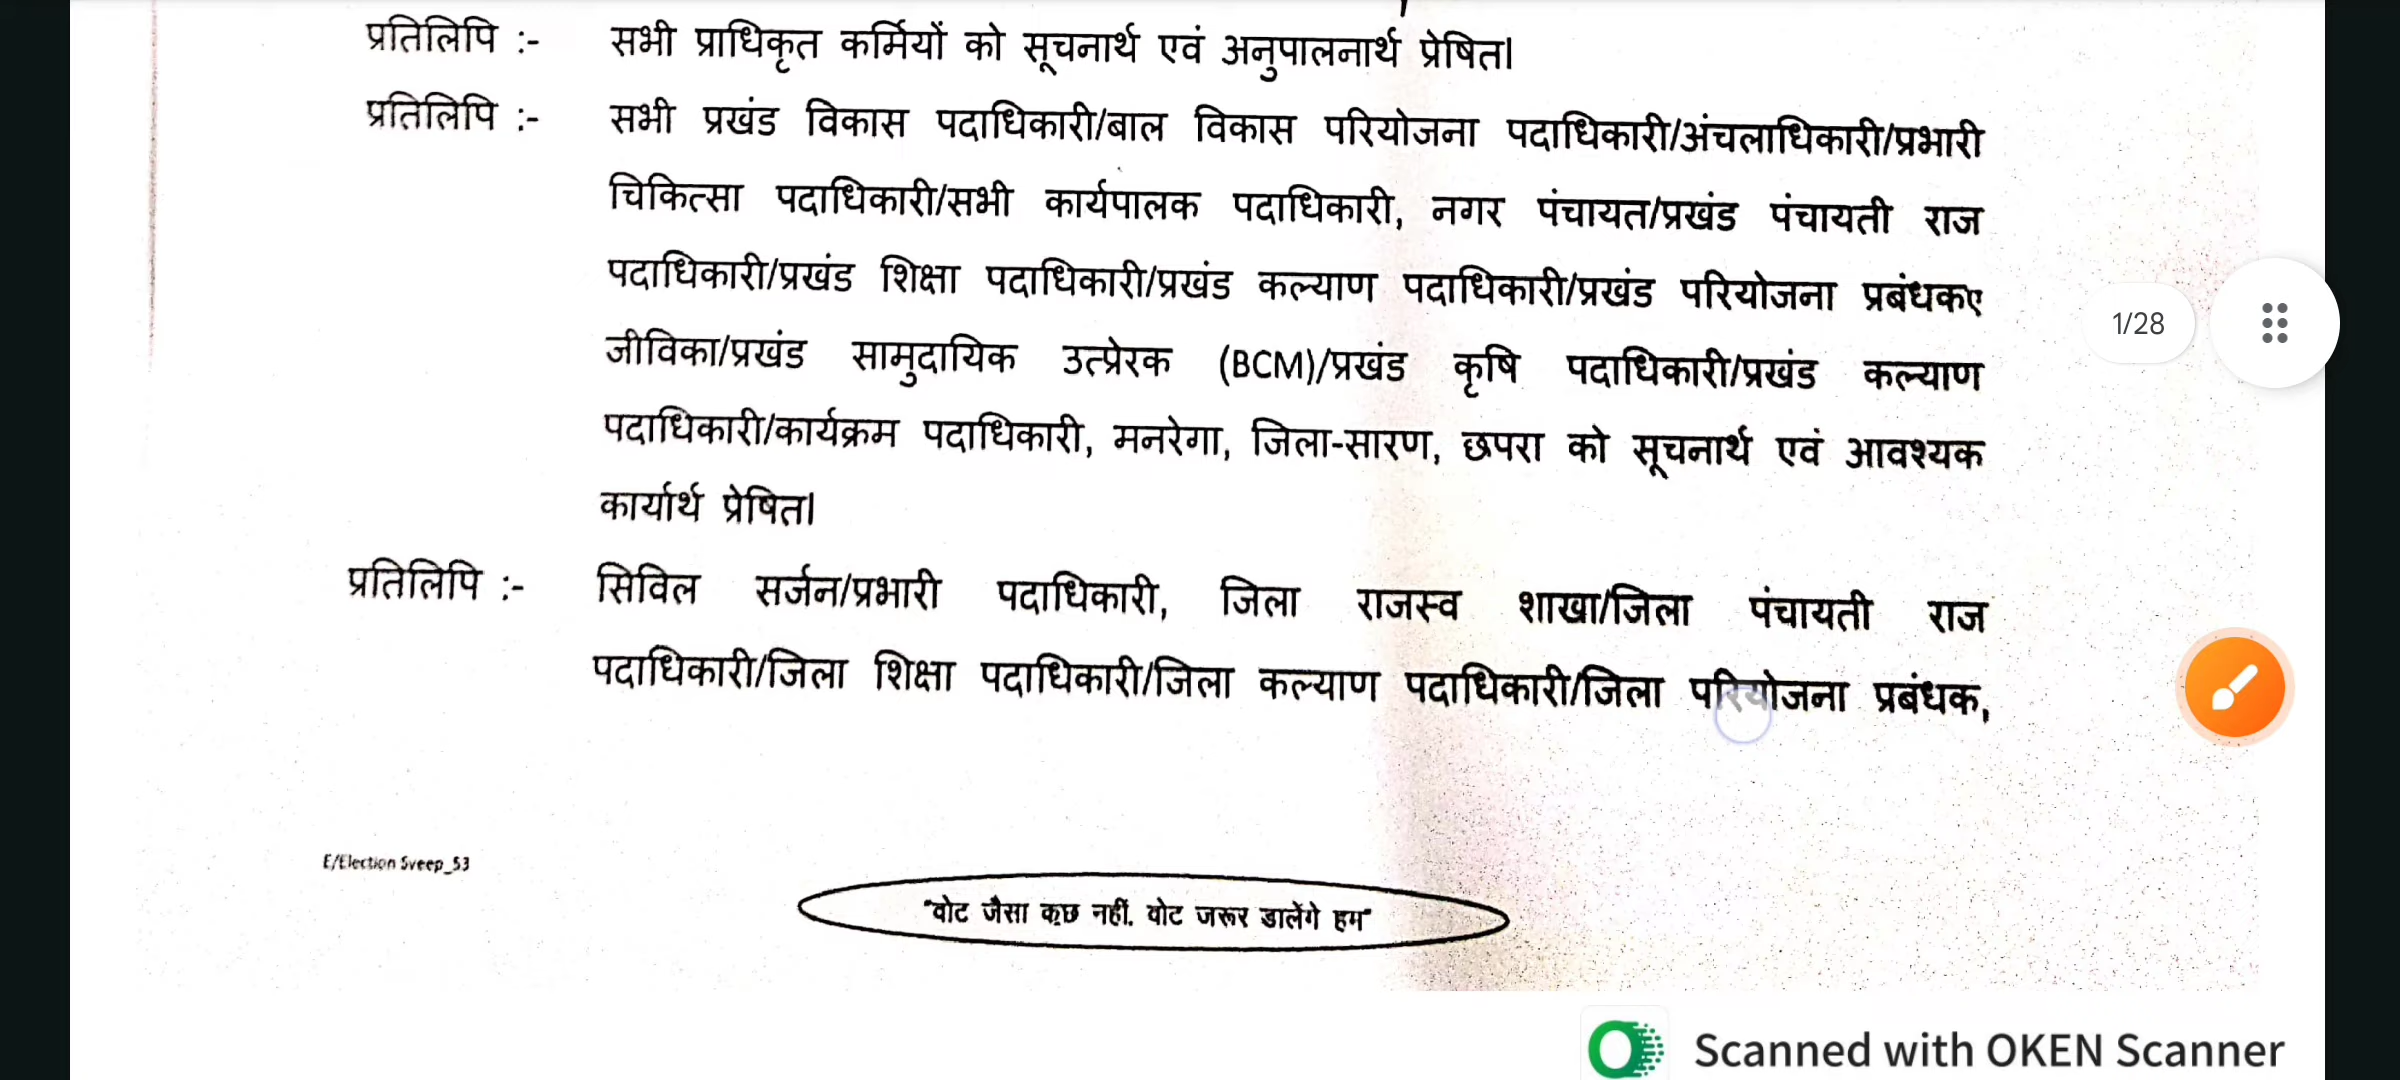 प्रतिलिपि :- सभी प्राधिकृत कर्मियों को सूचनार्थ एवं अनुपालनार्थ प्रेषित।
प्रतिलिपि :- सभी प्रखंड विकास पदाधिकारी/बाल विकास परियोजना पदाधिकारी/अंचलाधिकारी/प्रभारी
चिकित्सा पदाधिकारी/सभी कार्यपालक पदाधिकारी, नगर पंचायत/प्रखंड पंचायती राज
पदाधिकारी/प्रखंड शिक्षा पदाधिकारी/प्रखंड कल्याण पदाधिकारी/प्रखंड परियोजना प्रबंधकए
1/28
जीविका/प्रखंड सामुदायिक उत्प्रेरक (BCM)/प्रखंड कृषि पदाधिकारी/प्रखंड कल्याण
पदाधिकारी/कार्यक्रम पदाधिकारी, मनरेगा, जिला-सारण, छपरा को सूचनार्थ एवं आवश्यक
कार्यार्थ प्रेषित।
प्रतिलिपि :- सिविल सर्जन/प्रभारी पदाधिकारी, जिला राजस्व शाखा/जिला पंचायती राज
पदाधिकारी/जिला शिक्षा पदाधिकारी/जिला कल्याण पदाधिकारी/जिला परियोजना प्रबंधक,
E/Election Sveep_53
"वोट जैसा कुछ नहीं. वोट जरूर डालेंगे हम"
Scanned with OKEN Scanner